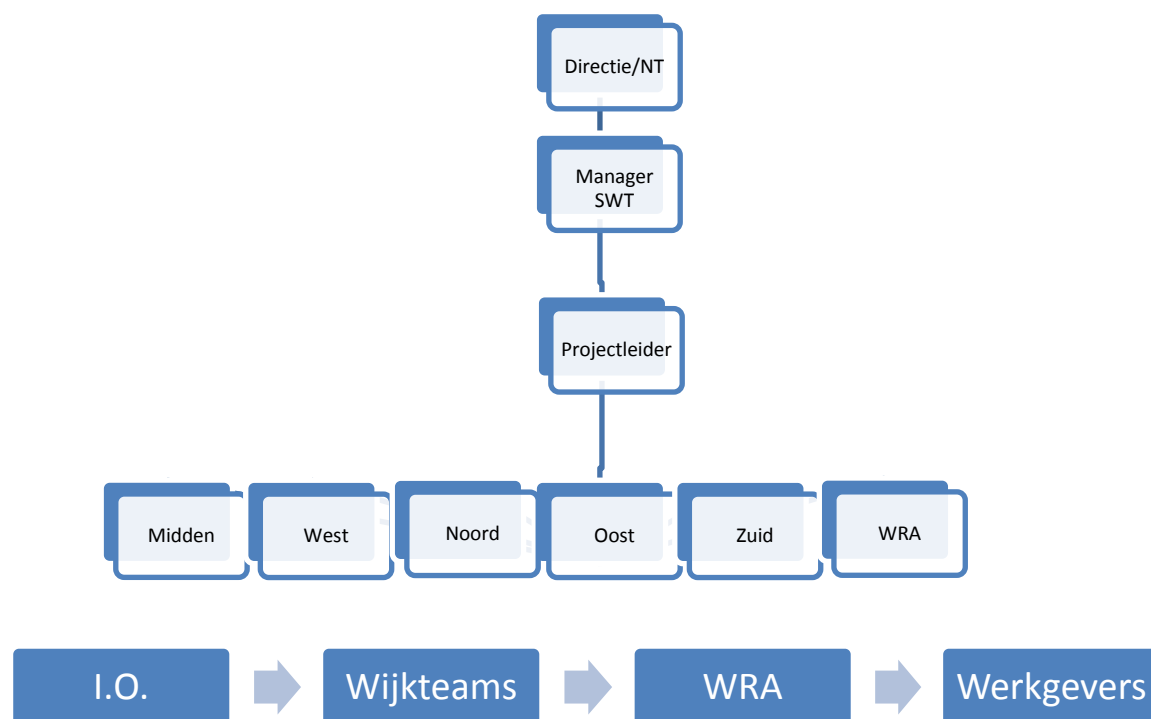 Directie/NT
Manager
SWT
Projectleider
Midden
West
Noord
Oost
Zuid
WRA
I.O.
Wijkteams
WRA
Werkgevers